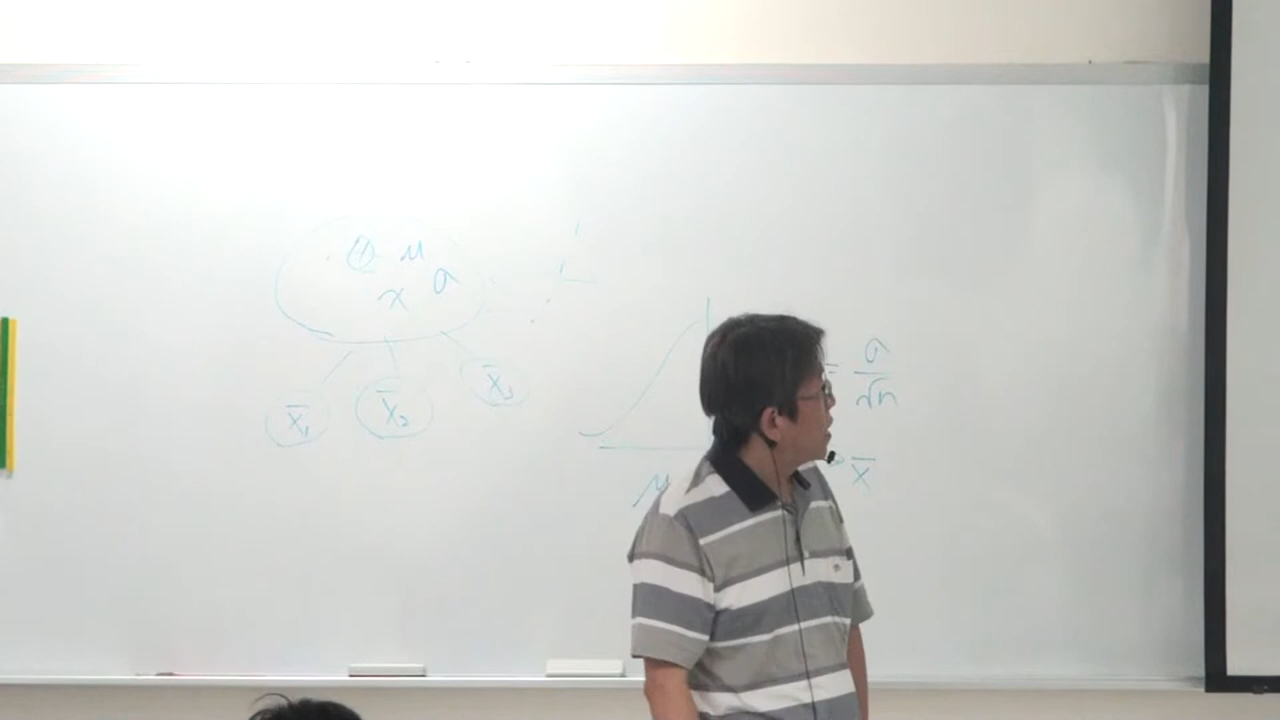 μ
x σ
x̄₁ x̄₂ x̄₃
= σ/√n
x̄
μ